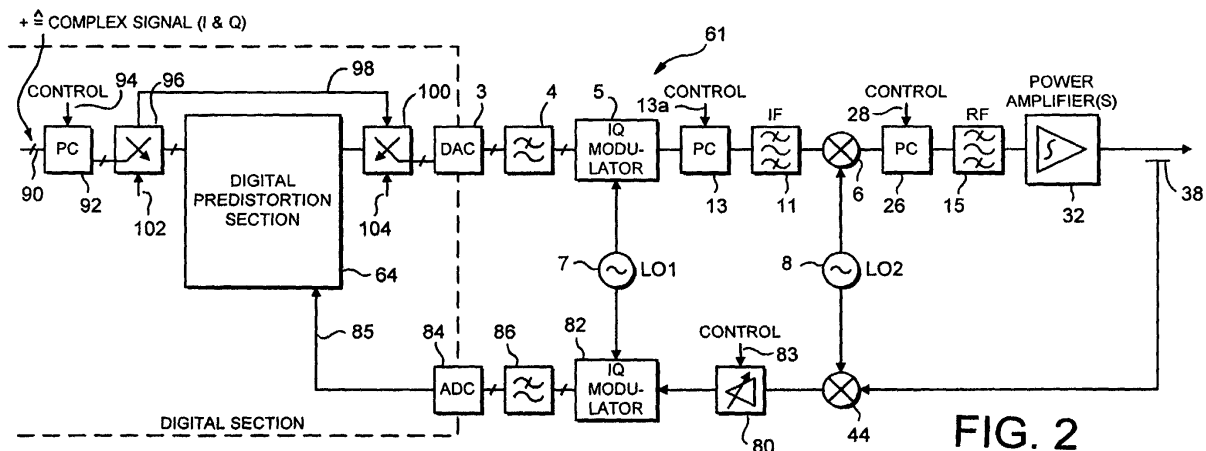 + ≙ COMPLEX SIGNAL (I & Q)
61
CONTROL
94
96
98
100
3
4
5
13a
CONTROL
IF
CONTROL
28
RF
POWER
AMPLIFIER(S)
PC
DAC
IQ
MODU-
LATOR
PC
PC
90
92
102
DIGITAL
PREDISTORTION
SECTION
104
13
11
6
26
15
32
38
64
7
LO1
8
LO2
85
84
86
82
CONTROL
83
ADC
IQ
MODU-
LATOR
80
44
DIGITAL SECTION
FIG. 2